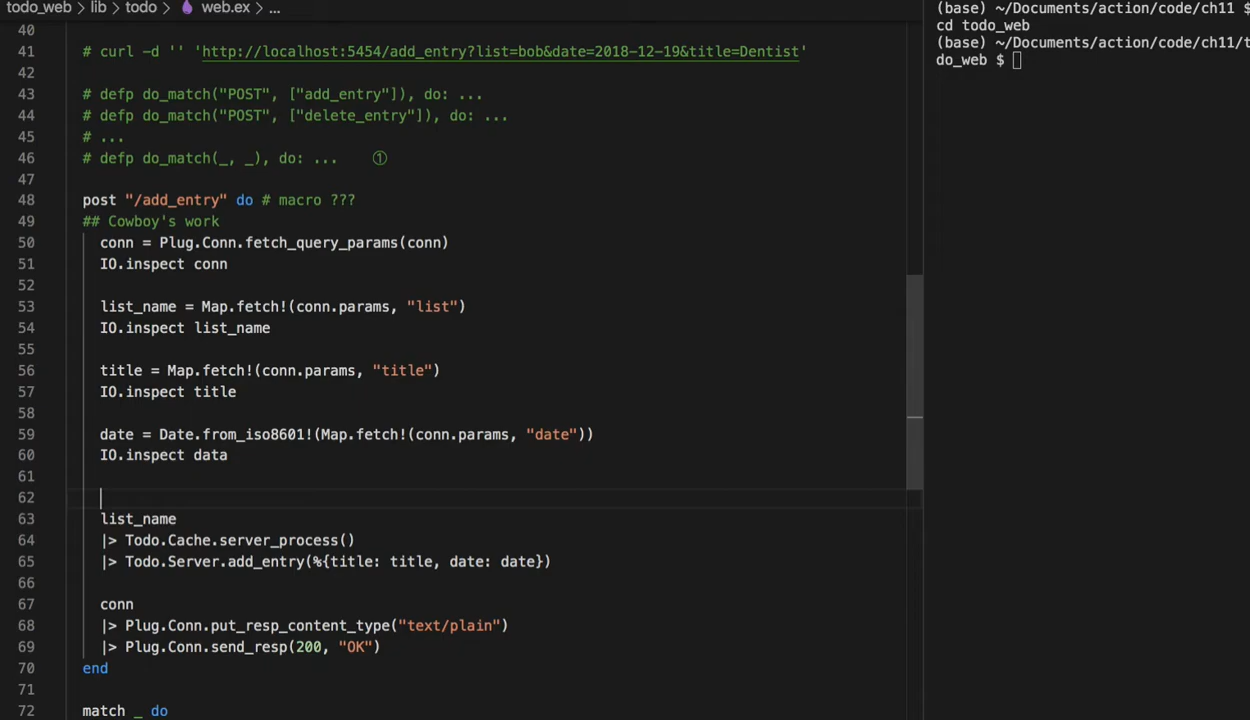 todo_web > lib > todo > web.ex > ...
40
41 # curl -d '' 'http://localhost:5454/add_entry?list=bob&date=2018-12-19&title=Dentist'
42
43 # defp do_match("POST", ["add_entry"]), do: ...
44 # defp do_match("POST", ["delete_entry"]), do: ...
45 # ...
46 # defp do_match(_, _), do: ... ①
47
48 post "/add_entry" do # macro ???
49 ## Cowboy's work
50 conn = Plug.Conn.fetch_query_params(conn)
51 IO.inspect conn
52
53 list_name = Map.fetch!(conn.params, "list")
54 IO.inspect list_name
55
56 title = Map.fetch!(conn.params, "title")
57 IO.inspect title
58
59 date = Date.from_iso8601!(Map.fetch!(conn.params, "date"))
60 IO.inspect data
61
62
63 list_name
64 |> Todo.Cache.server_process()
65 |> Todo.Server.add_entry(%{title: title, date: date})
66
67 conn
68 |> Plug.Conn.put_resp_content_type("text/plain")
69 |> Plug.Conn.send_resp(200, "OK")
70 end
71
72 match _ do
(base) ~/Documents/action/code/ch11 $
cd todo_web
(base) ~/Documents/action/code/ch11/t
do_web $